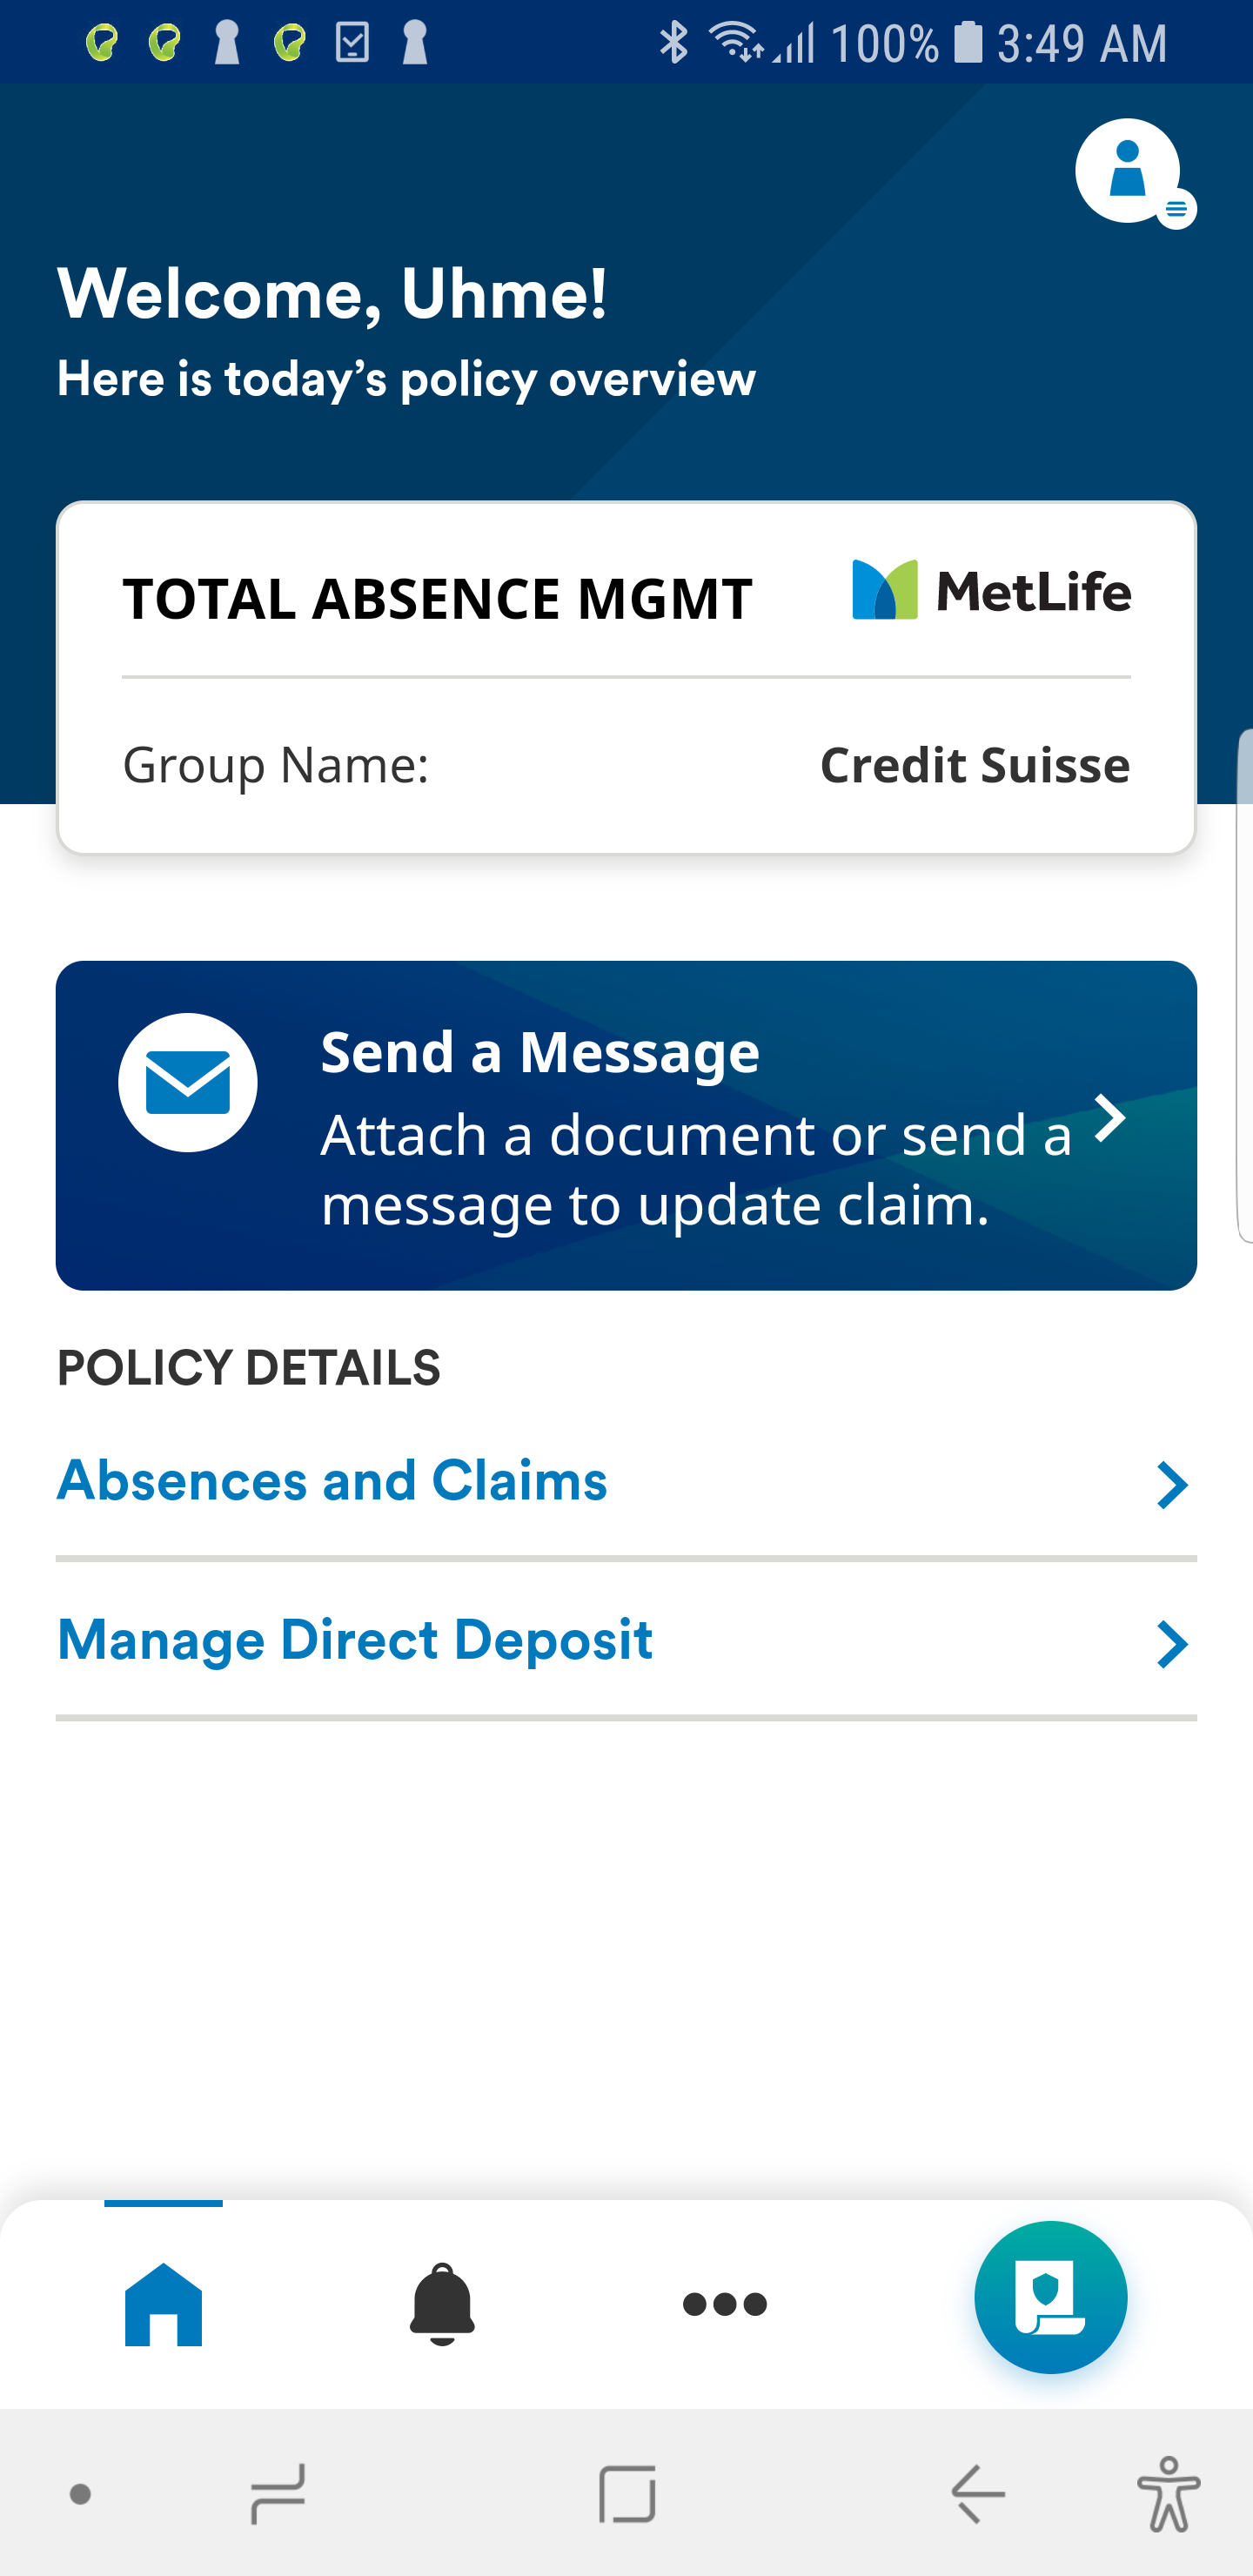 100% 3:49 AM
Welcome, Uhme!
Here is today’s policy overview
TOTAL ABSENCE MGMT
MetLife
Group Name: Credit Suisse
Send a Message
Attach a document or send a
message to update claim.
POLICY DETAILS
Absences and Claims
Manage Direct Deposit